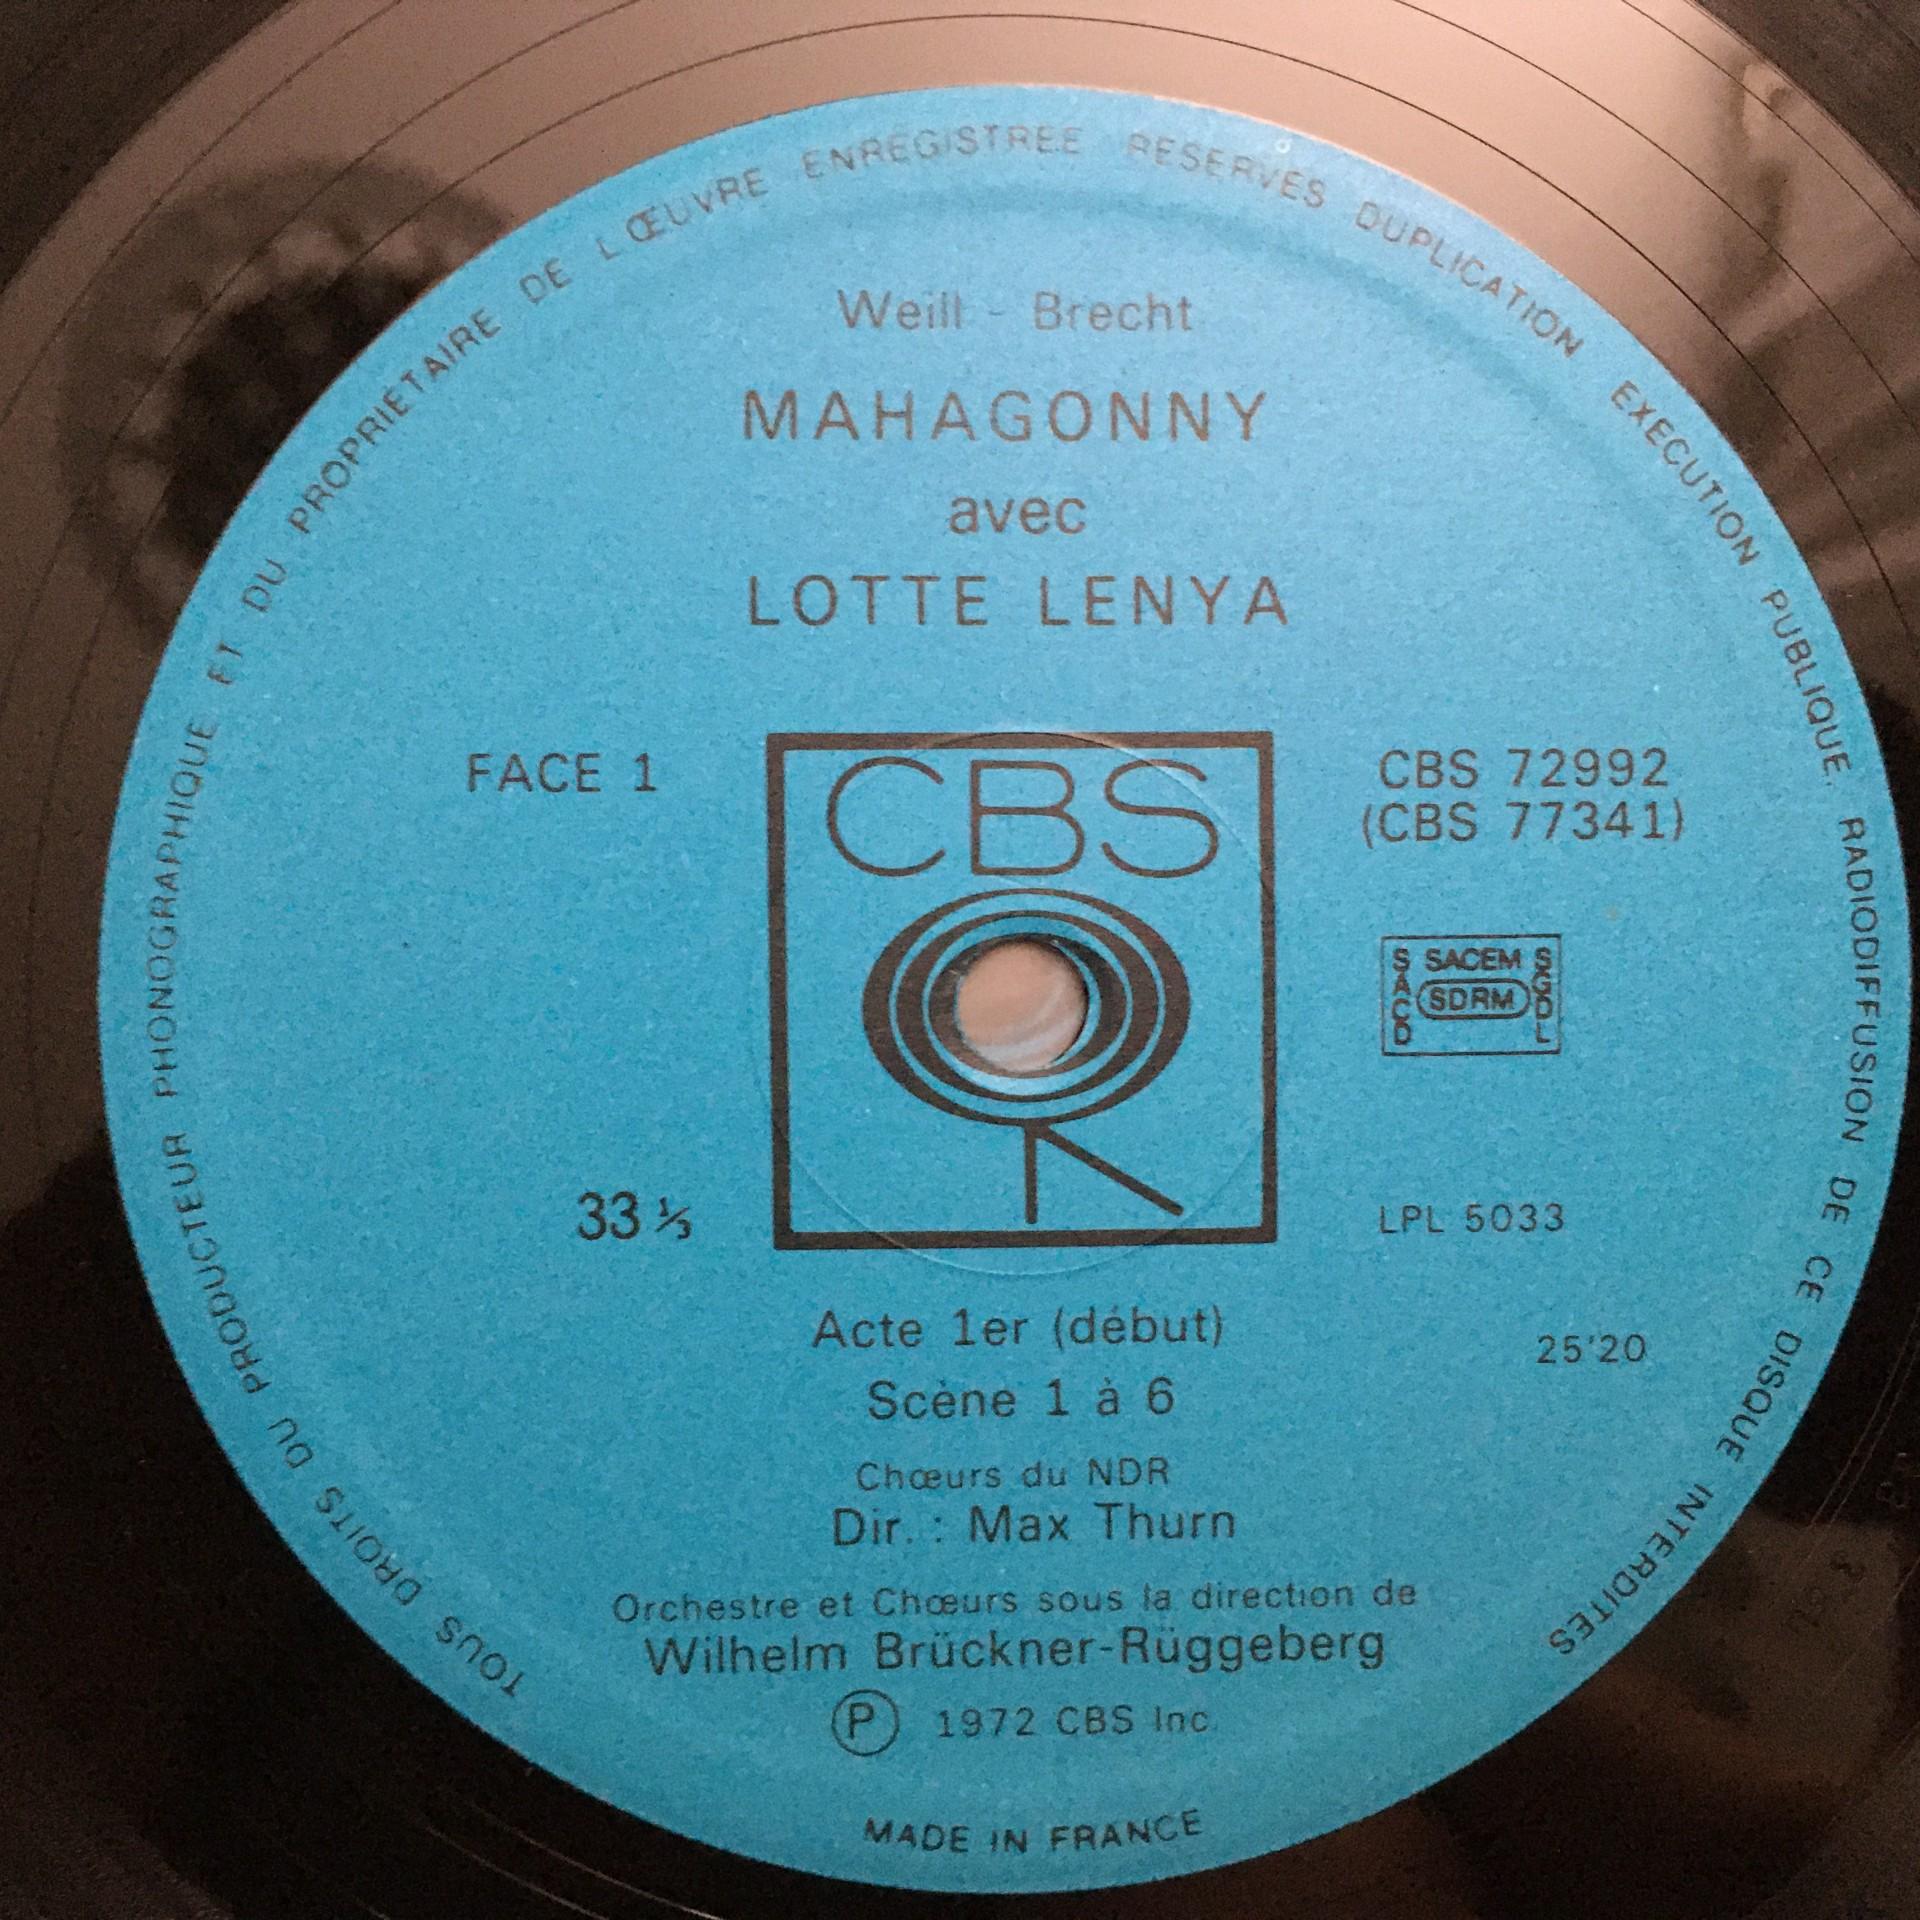 TOUS DROITS DU PRODUCTEUR PHONOGRAPHIQUE ET DU PROPRIETAIRE DE L'ŒUVRE ENREGISTREE RESERVES DUPLICATION EXECUTION PUBLIQUE. RADIODIFFUSION DE CE DISQUE INTERDITES
Weill - Brecht
MAHAGONNY
avec
LOTTE LENYA
FACE 1
CBS
CBS 72992
(CBS 77341)
SACD SACEM SGDL
SDRM
33 ⅓
LPL 5033
Acte 1er (début)
25'20
Scène 1 à 6
Chœurs du NDR
Dir. : Max Thurn
Orchestre et Chœurs sous la direction de
Wilhelm Brückner-Rüggeberg
Ⓟ 1972 CBS Inc.
MADE IN FRANCE